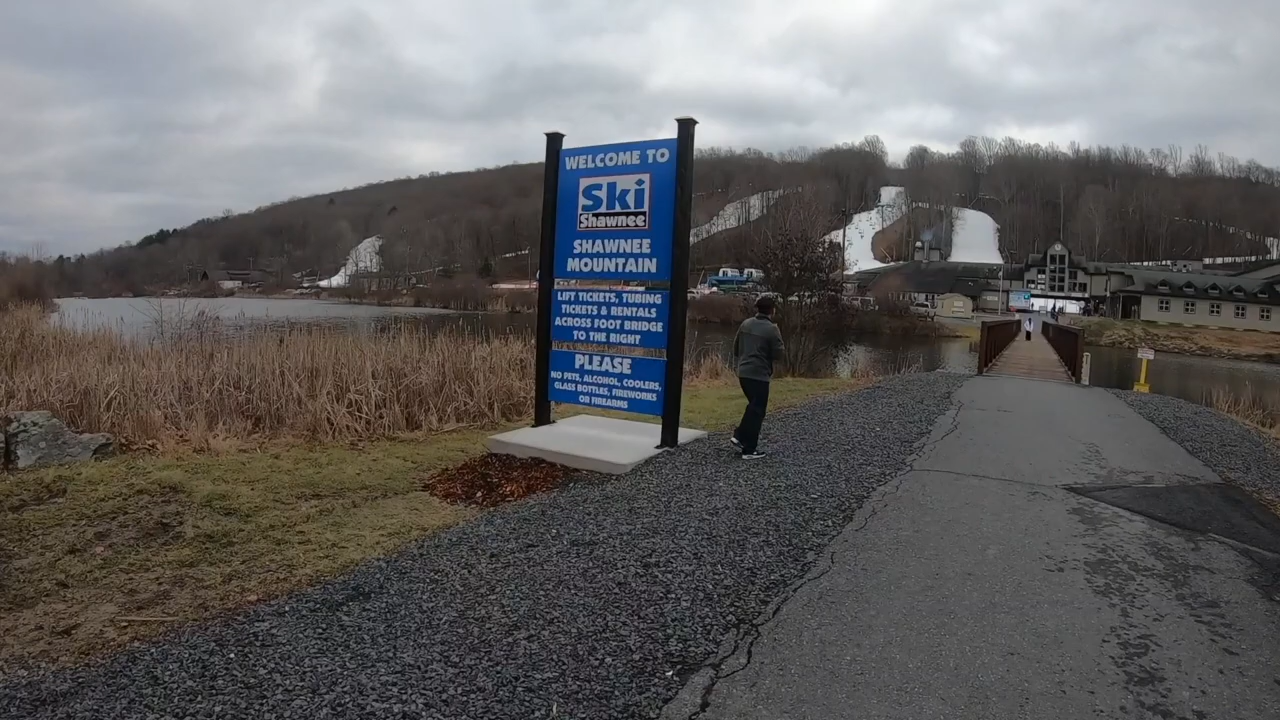 WELCOME TO
Ski
Shawnee
SHAWNEE
MOUNTAIN
LIFT TICKETS, TUBING
TICKETS & RENTALS
ACROSS FOOT BRIDGE
TO THE RIGHT
PLEASE
NO PETS, ALCOHOL, COOLERS,
GLASS BOTTLES, FIREWORKS
OR FIREARMS